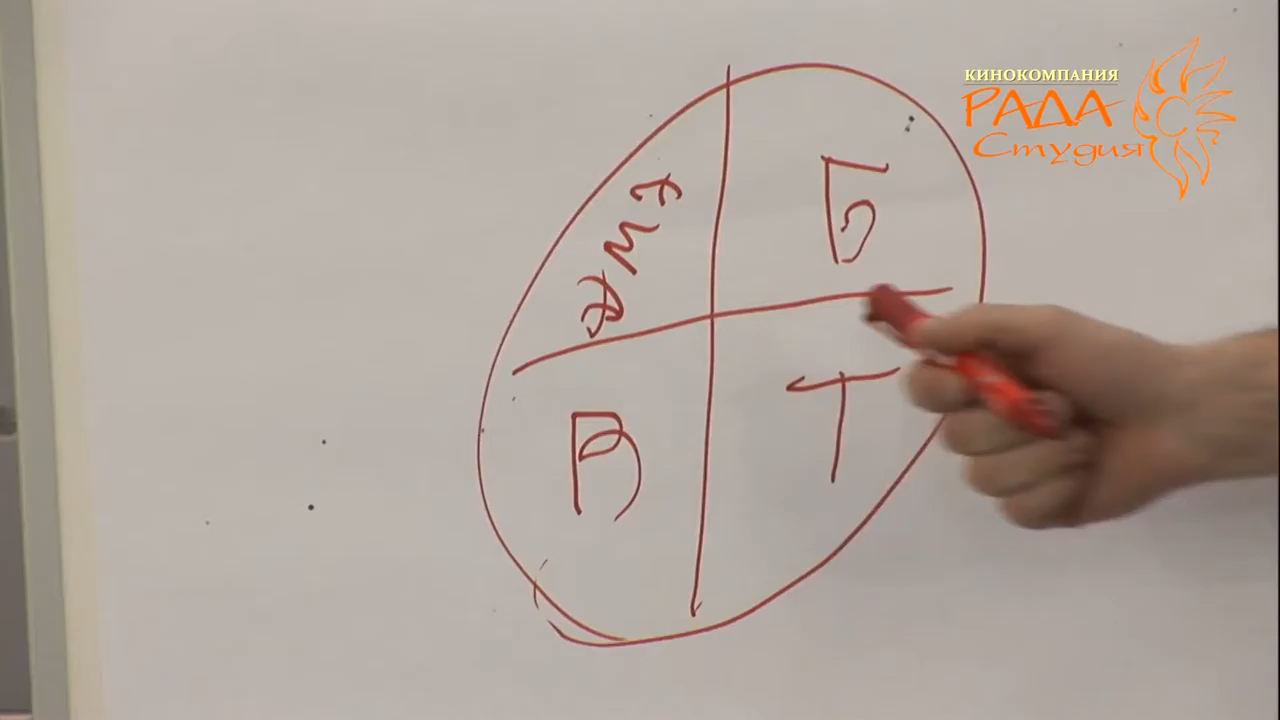 КИНОКОМПАНИЯ
РАДА
Студия
Б
В
Т